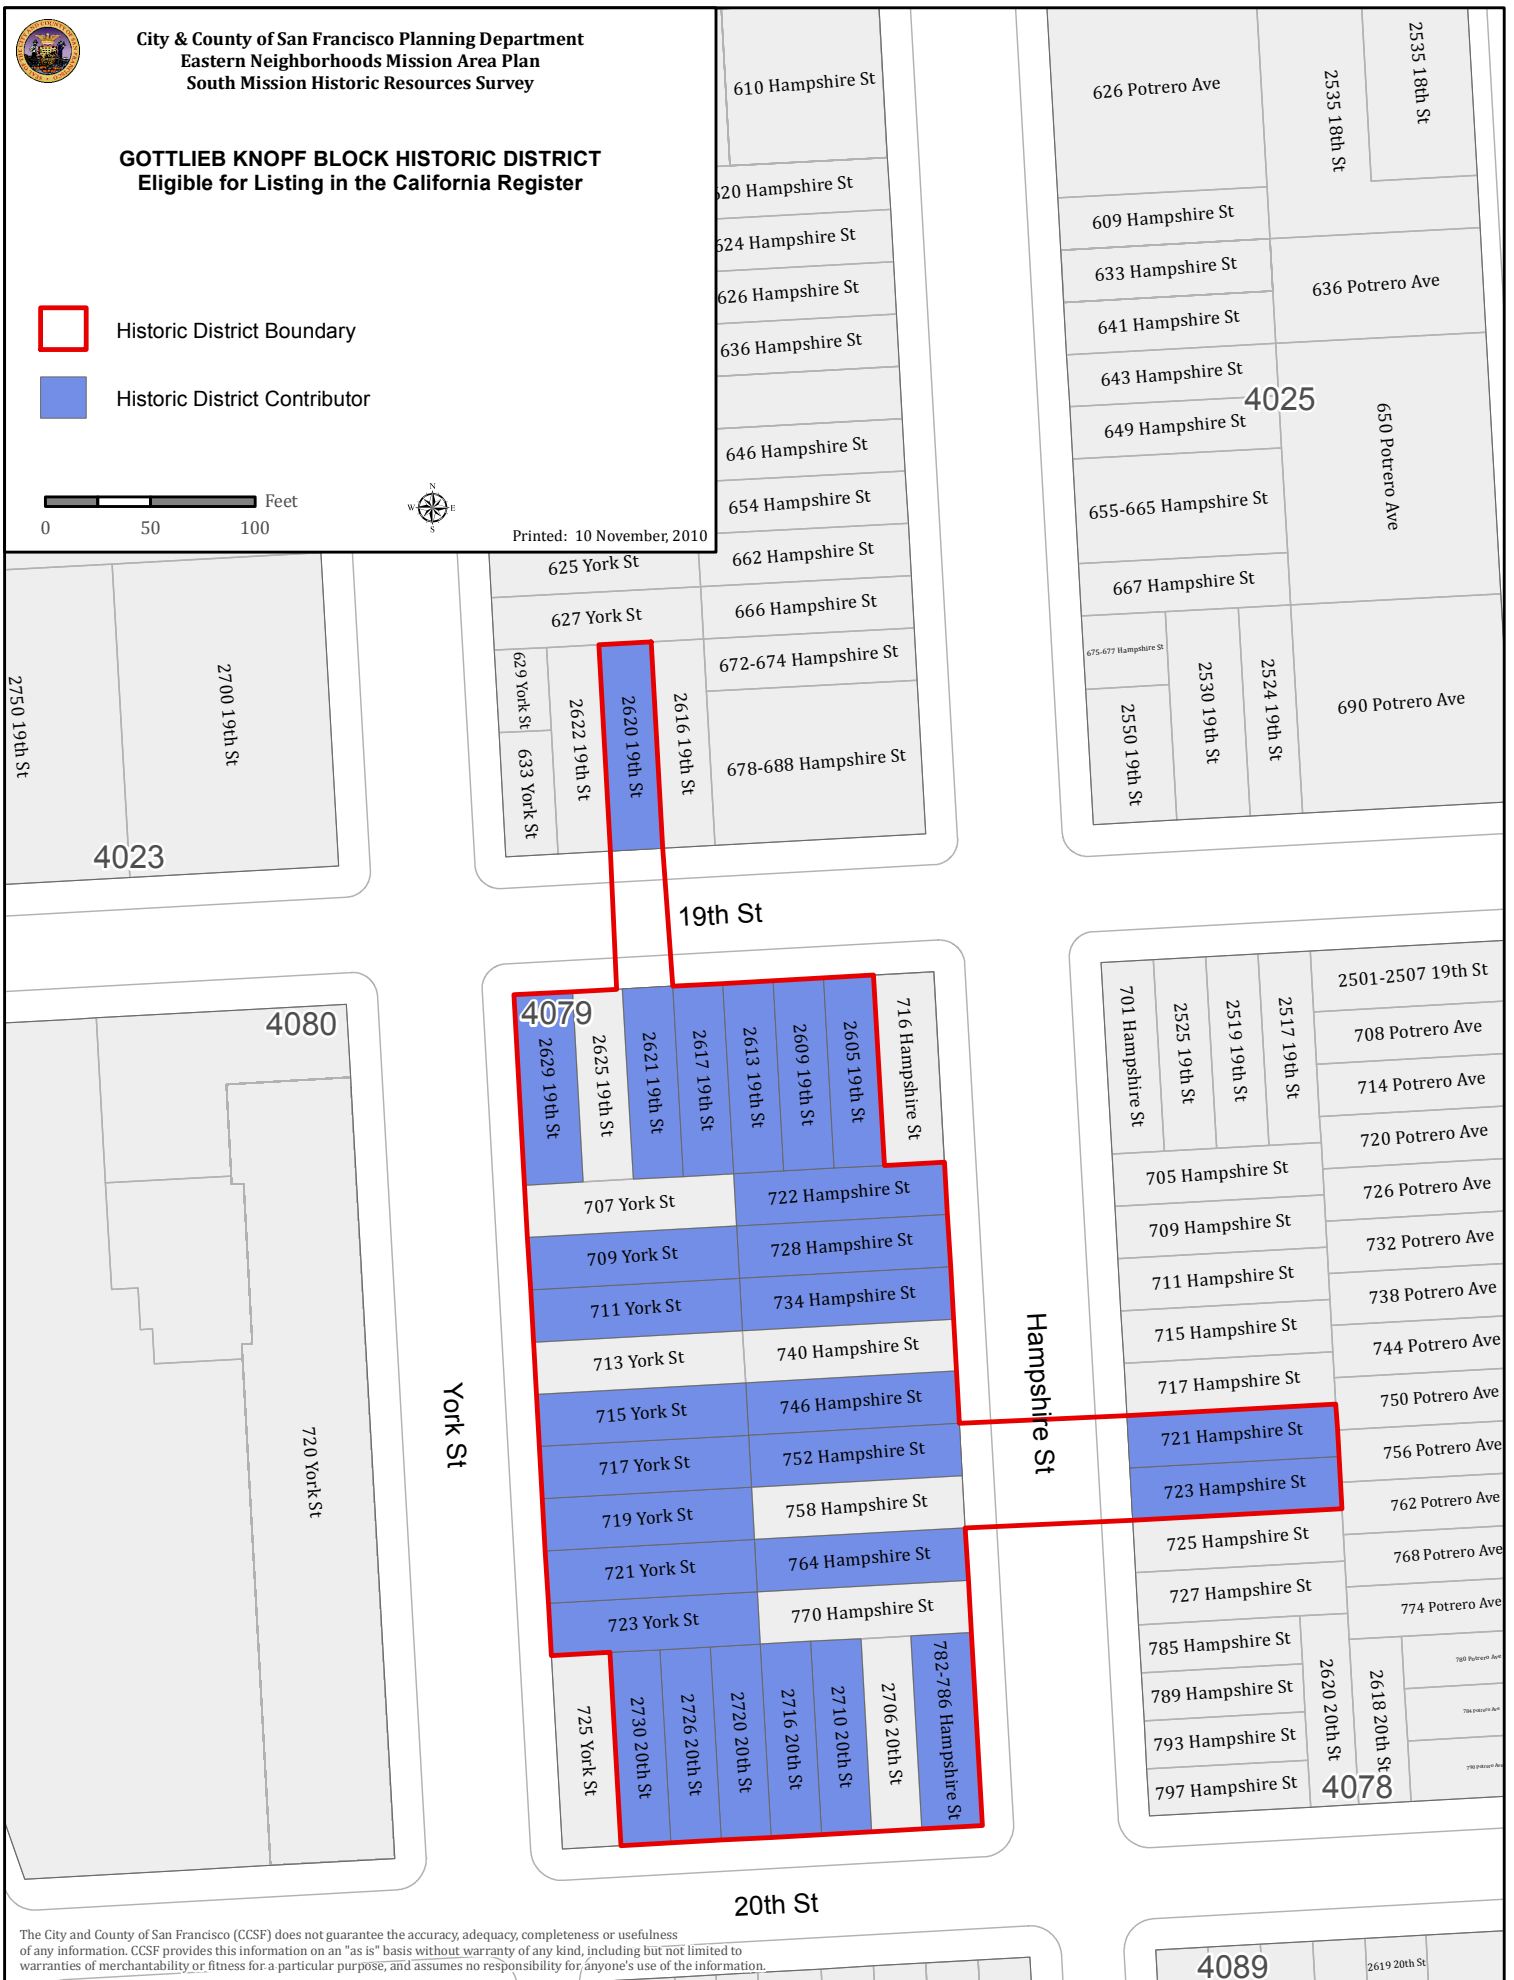 City & County of San Francisco Planning Department
Eastern Neighborhoods Mission Area Plan
South Mission Historic Resources Survey
GOTTLIEB KNOPF BLOCK HISTORIC DISTRICT
Eligible for Listing in the California Register
Historic District Boundary
Historic District Contributor
Feet
0 50 100
N
W E
S
Printed: 10 November, 2010
610 Hampshire St
620 Hampshire St
624 Hampshire St
626 Hampshire St
636 Hampshire St
646 Hampshire St
654 Hampshire St
662 Hampshire St
666 Hampshire St
672-674 Hampshire St
678-688 Hampshire St
625 York St
627 York St
629 York St
633 York St
2622 19th St
2620 19th St
2616 19th St
626 Potrero Ave
2535 18th St
2535 18th St
609 Hampshire St
633 Hampshire St
641 Hampshire St
643 Hampshire St
649 Hampshire St
655-665 Hampshire St
667 Hampshire St
675-677 Hampshire St
2550 19th St
2530 19th St
2524 19th St
636 Potrero Ave
4025
650 Potrero Ave
690 Potrero Ave
2750 19th St
2700 19th St
4023
19th St
4080
720 York St
York St
4079
2629 19th St
2625 19th St
2621 19th St
2617 19th St
2613 19th St
2609 19th St
2605 19th St
716 Hampshire St
707 York St
709 York St
711 York St
713 York St
715 York St
717 York St
719 York St
721 York St
723 York St
725 York St
722 Hampshire St
728 Hampshire St
734 Hampshire St
740 Hampshire St
746 Hampshire St
752 Hampshire St
758 Hampshire St
764 Hampshire St
770 Hampshire St
2730 20th St
2726 20th St
2720 20th St
2716 20th St
2710 20th St
2706 20th St
782-786 Hampshire St
Hampshire St
701 Hampshire St
2525 19th St
2519 19th St
2517 19th St
2501-2507 19th St
705 Hampshire St
709 Hampshire St
711 Hampshire St
715 Hampshire St
717 Hampshire St
721 Hampshire St
723 Hampshire St
725 Hampshire St
727 Hampshire St
785 Hampshire St
789 Hampshire St
793 Hampshire St
797 Hampshire St
708 Potrero Ave
714 Potrero Ave
720 Potrero Ave
726 Potrero Ave
732 Potrero Ave
738 Potrero Ave
744 Potrero Ave
750 Potrero Ave
756 Potrero Ave
762 Potrero Ave
768 Potrero Ave
774 Potrero Ave
780 Potrero Ave
784 Potrero Ave
Potrero Ave
2620 20th St
2618 20th St
4078
20th St
4089
2619 20th St
The City and County of San Francisco (CCSF) does not guarantee the accuracy, adequacy, completeness or usefulness
of any information. CCSF provides this information on an "as is" basis without warranty of any kind, including but not limited to
warranties of merchantability or fitness for a particular purpose, and assumes no responsibility for anyone's use of the information.